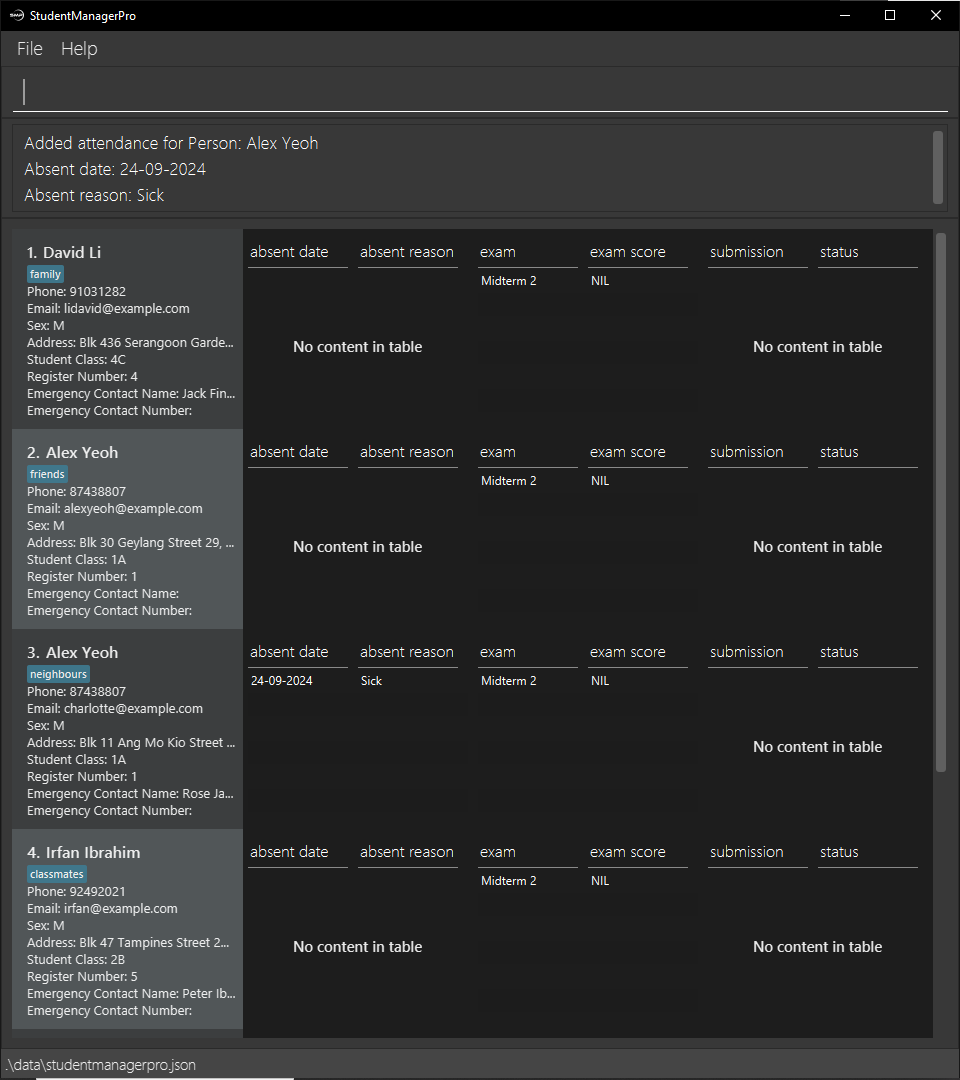 StudentManagerPro
File Help
Added attendance for Person: Alex Yeoh
Absent date: 24-09-2024
Absent reason: Sick
1. David Li
family
Phone: 91031282
Email: lidavid@example.com
Sex: M
Address: Blk 436 Serangoon Garde...
Student Class: 4C
Register Number: 4
Emergency Contact Name: Jack Fin...
Emergency Contact Number:
absent date absent reason exam exam score submission status
Midterm 2 NIL
No content in table No content in table
2. Alex Yeoh
friends
Phone: 87438807
Email: alexyeoh@example.com
Sex: M
Address: Blk 30 Geylang Street 29, ...
Student Class: 1A
Register Number: 1
Emergency Contact Name:
Emergency Contact Number:
absent date absent reason exam exam score submission status
Midterm 2 NIL
No content in table No content in table
3. Alex Yeoh
neighbours
Phone: 87438807
Email: charlotte@example.com
Sex: M
Address: Blk 11 Ang Mo Kio Street ...
Student Class: 1A
Register Number: 1
Emergency Contact Name: Rose Ja...
Emergency Contact Number:
absent date absent reason exam exam score submission status
24-09-2024 Sick Midterm 2 NIL
No content in table
4. Irfan Ibrahim
classmates
Phone: 92492021
Email: irfan@example.com
Sex: M
Address: Blk 47 Tampines Street 2...
Student Class: 2B
Register Number: 5
Emergency Contact Name: Peter Ib...
Emergency Contact Number:
absent date absent reason exam exam score submission status
Midterm 2 NIL
No content in table No content in table
.\data\studentmanagerpro.json